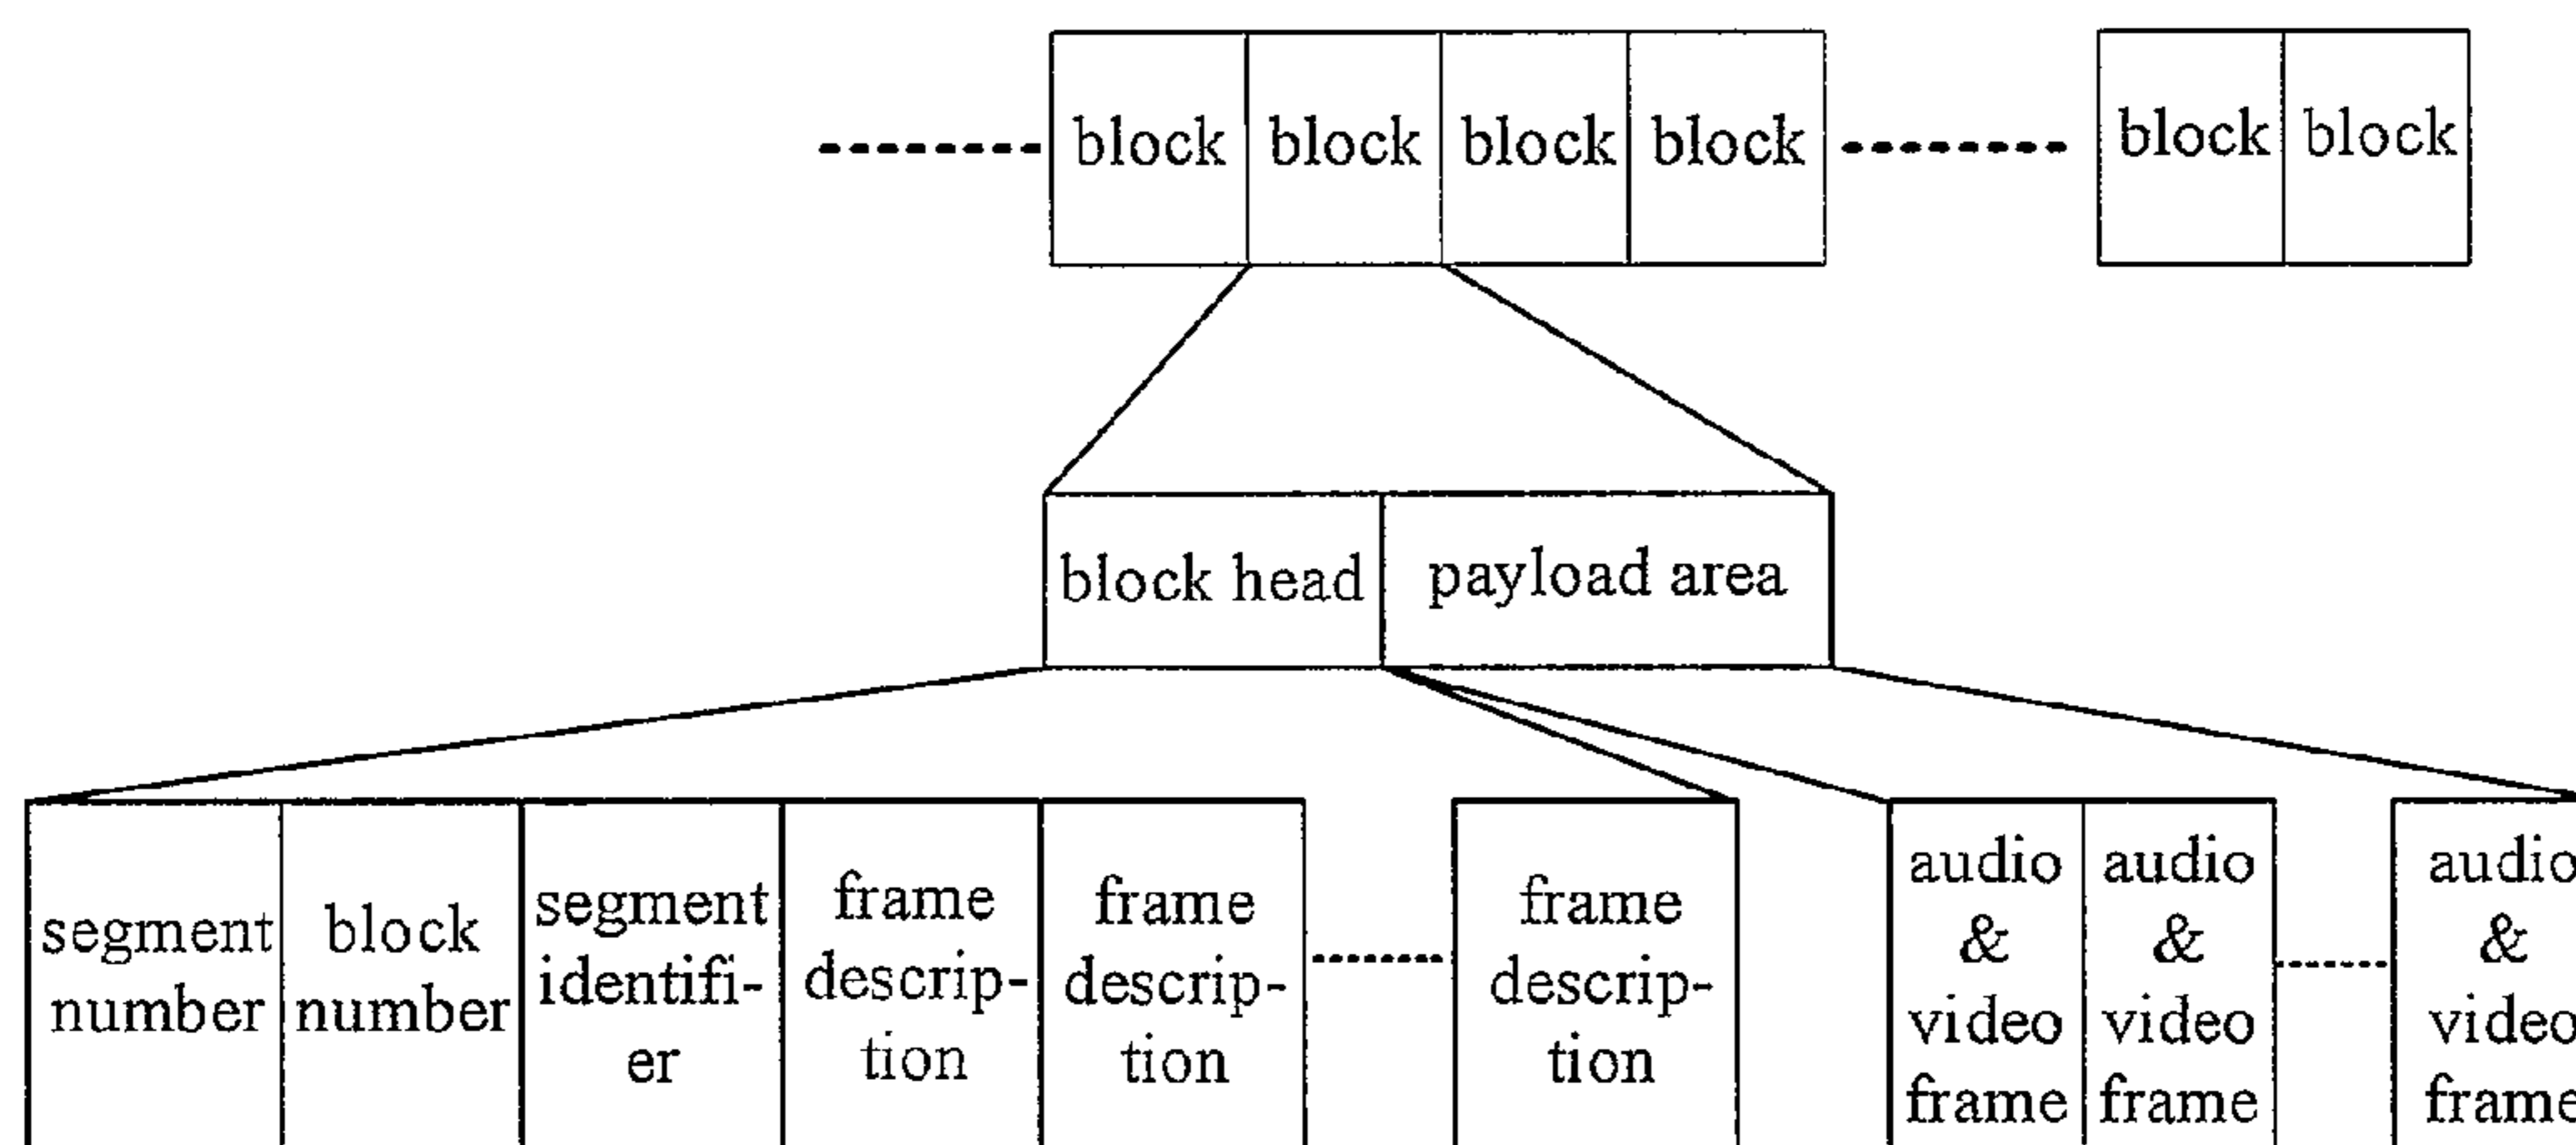 block block block block block block
block head payload area
segment number
block number
segment identifi-er
frame descrip-tion
frame descrip-tion
frame descrip-tion
audio & video frame
audio & video frame
audio & video frame